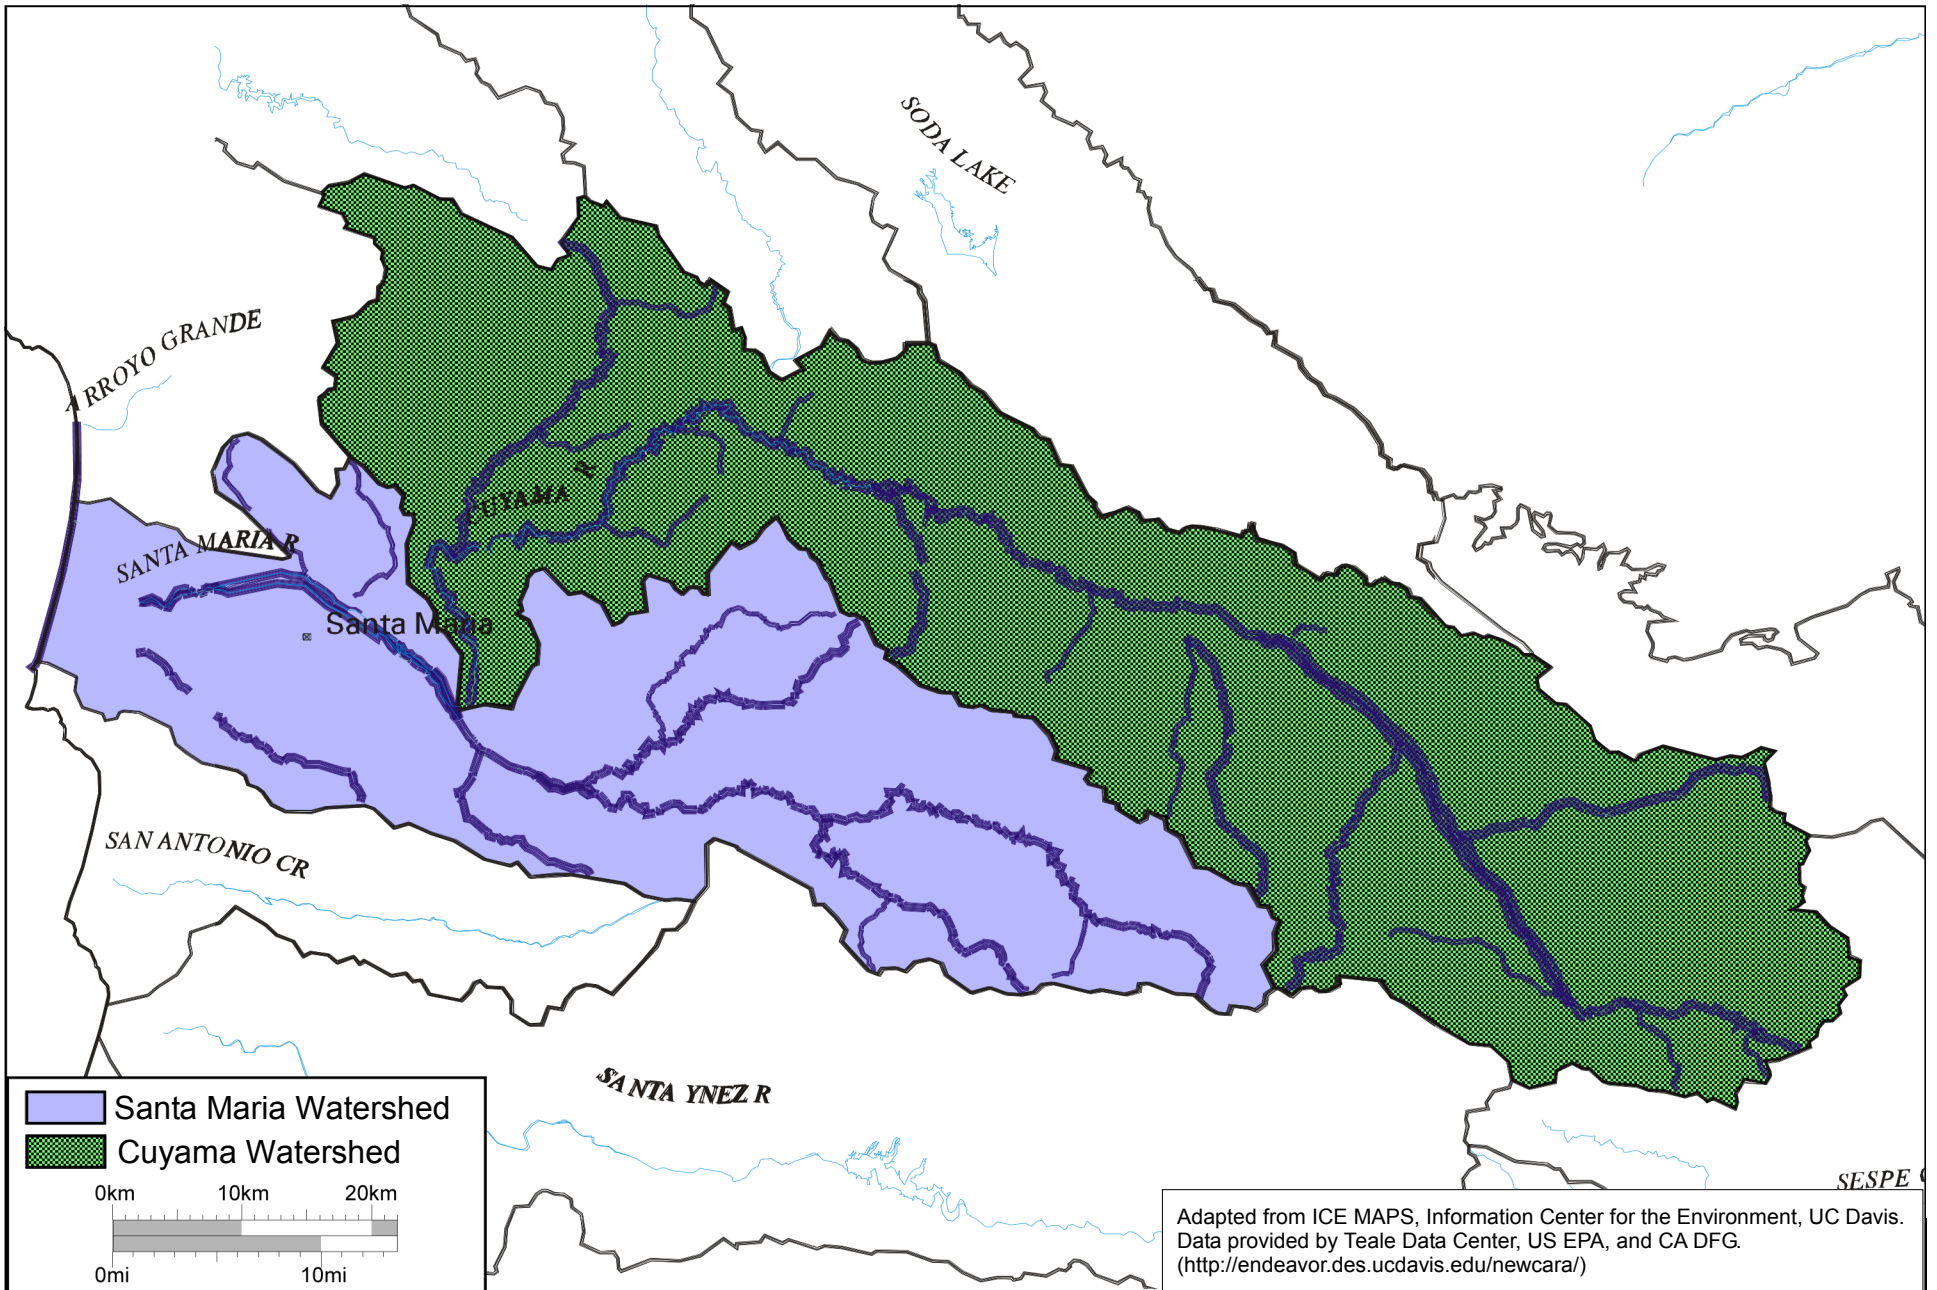 SODA LAKE
ARROYO GRANDE
CUYAMA R
SANTA MARIA R
Santa Maria
SAN ANTONIO CR
SANTA YNEZ R
SESPE
Santa Maria Watershed
Cuyama Watershed
0km 10km 20km
0mi 10mi
Adapted from ICE MAPS, Information Center for the Environment, UC Davis.
Data provided by Teale Data Center, US EPA, and CA DFG.
(http://endeavor.des.ucdavis.edu/newcara/)